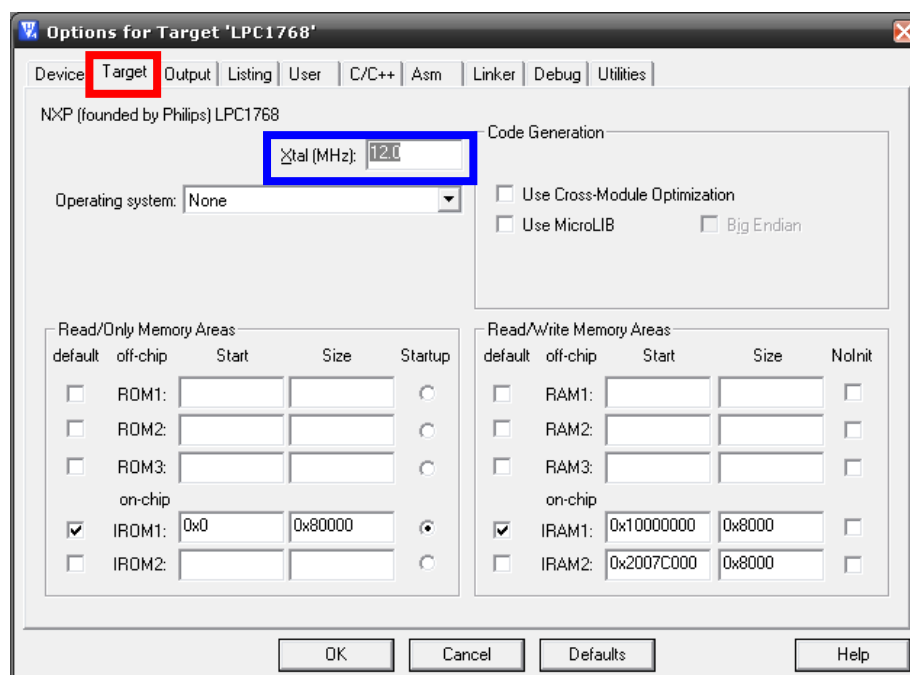 Options for Target 'LPC1768'
Device Target Output Listing User C/C++ Asm Linker Debug Utilities
NXP (founded by Philips) LPC1768
Xtal (MHz): 12.0
Operating system: None
Code Generation
Use Cross-Module Optimization
Use MicroLIB Big Endian
Read/Only Memory Areas
default off-chip Start Size Startup
ROM1:
ROM2:
ROM3:
on-chip
IROM1: 0x0 0x80000
IROM2:
Read/Write Memory Areas
default off-chip Start Size NoInit
RAM1:
RAM2:
RAM3:
on-chip
IRAM1: 0x10000000 0x8000
IRAM2: 0x2007C000 0x8000
OK Cancel Defaults Help